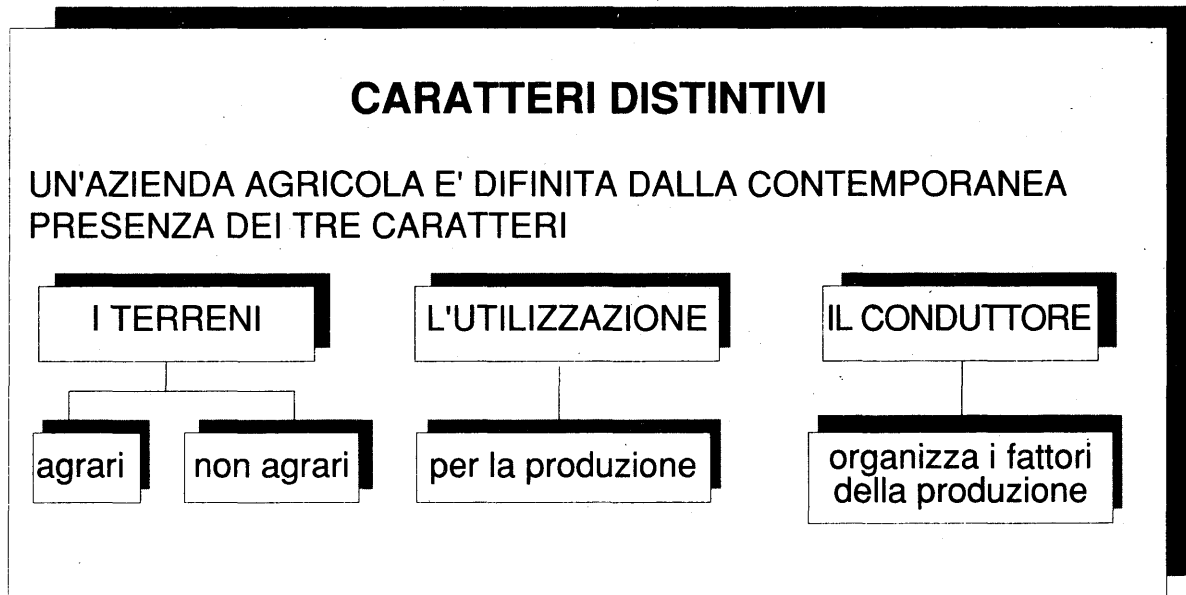 CARATTERI DISTINTIVI
UN'AZIENDA AGRICOLA E' DIFINITA DALLA CONTEMPORANEA
PRESENZA DEI TRE CARATTERI
I TERRENI
L'UTILIZZAZIONE
IL CONDUTTORE
agrari
non agrari
per la produzione
organizza i fattori
della produzione